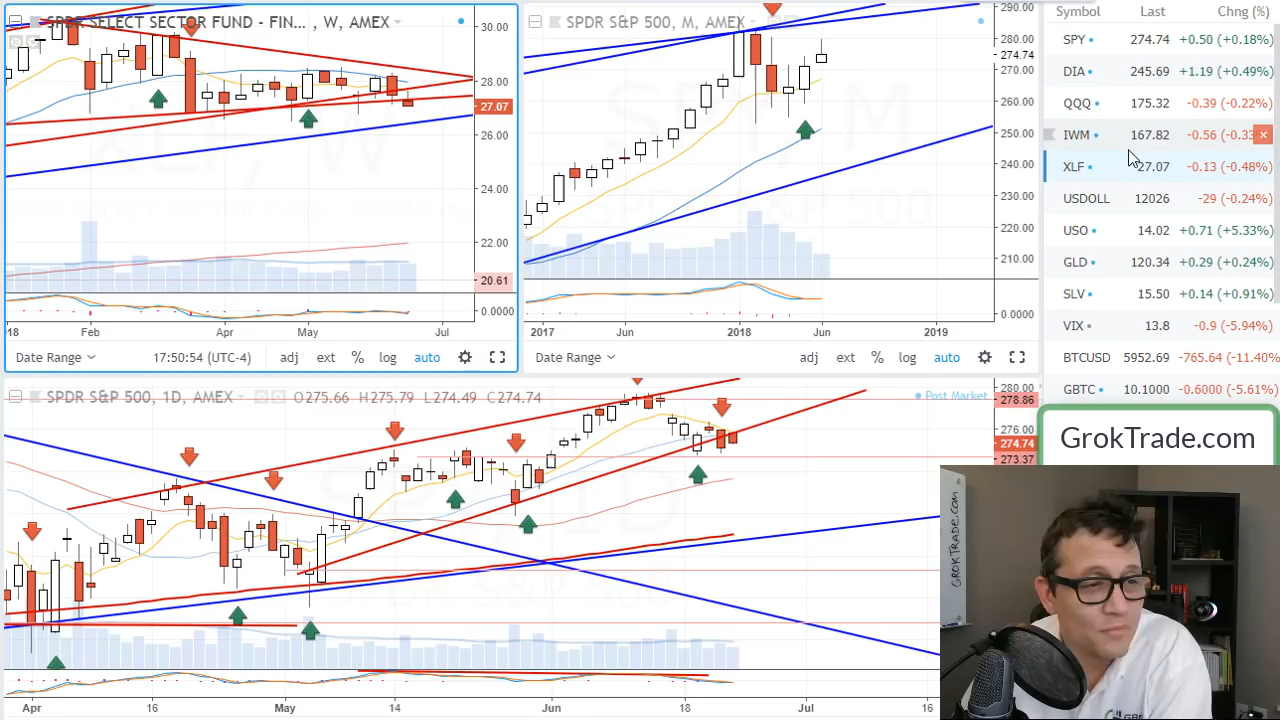 SPDR SELECT SECTOR FUND - FIN... , W, AMEX
30.00
28.00
27.07
26.00
24.00
22.00
20.61
0.0000
18
Feb
Apr
May
Jul
Date Range
17:50:54 (UTC-4)
adj
ext
%
log
auto
SPDR S&P 500, M, AMEX
290.00
280.00
274.74
270.00
260.00
250.00
240.00
230.00
220.00
210.00
0.0000
2017
Jun
2018
Jun
2019
Date Range
adj
ext
%
log
auto
SPDR S&P 500, 1D, AMEX
O275.66 H275.79 L274.49 C274.74
Post Market
280.00
278.86
276.00
274.74
273.37
Apr
16
May
14
Jun
18
Jul
16
Symbol Last Chng (%)
SPY 274.74 +0.50 (+0.18%)
DIA 245.69 +1.19 (+0.49%)
QQQ 175.32 -0.39 (-0.22%)
IWM 167.82 -0.56 (-0.33
XLF 27.07 -0.13 (-0.48%)
USDOLL 12026 -29 (-0.24%)
USO 14.02 +0.71 (+5.33%)
GLD 120.34 +0.29 (+0.24%)
SLV 15.50 +0.14 (+0.91%)
VIX 13.8 -0.9 (-5.94%)
BTCUSD 5952.69 -765.64 (-11.40%
GBTC 10.1000 -0.6000 (-5.61%)
GrokTrade.com
GROKTRADE.COM